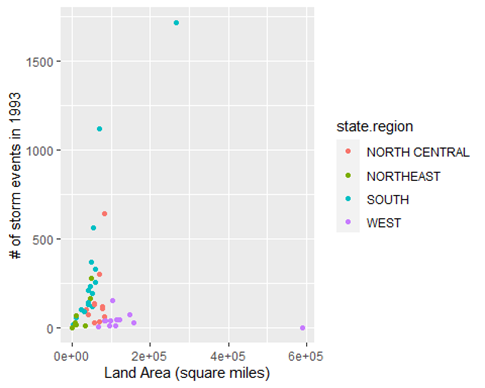 1500
1000
500
0
# of storm events in 1993
0e+00 2e+05 4e+05 6e+05
Land Area (square miles)
state.region
NORTH CENTRAL
NORTHEAST
SOUTH
WEST